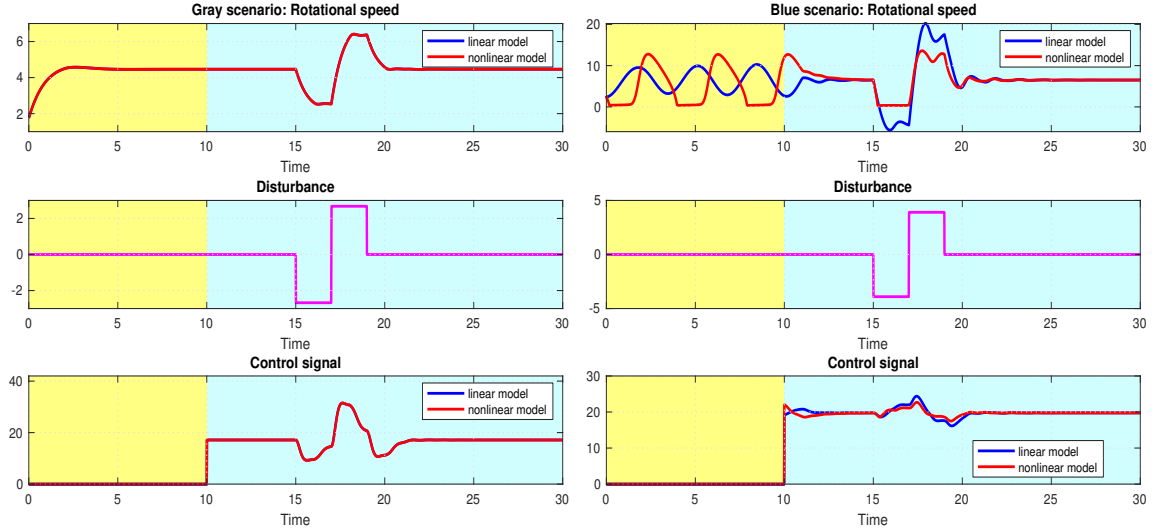 Gray scenario: Rotational speed
6
4
2
linear model
nonlinear model
0 5 10 15 20 25 30
Time
Disturbance
2
0
-2
0 5 10 15 20 25 30
Time
Control signal
40
20
0
linear model
nonlinear model
0 5 10 15 20 25 30
Time
Blue scenario: Rotational speed
20
10
0
linear model
nonlinear model
0 5 10 15 20 25 30
Time
Disturbance
5
0
-5
0 5 10 15 20 25 30
Time
Control signal
30
20
10
0
linear model
nonlinear model
0 5 10 15 20 25 30
Time